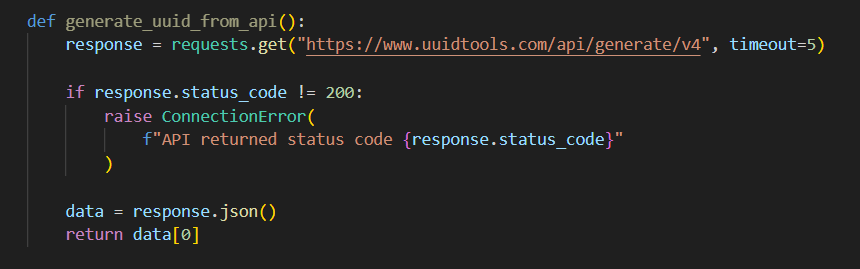 def generate_uuid_from_api():
    response = requests.get("https://www.uuidtools.com/api/generate/v4", timeout=5)

    if response.status_code != 200:
        raise ConnectionError(
            f"API returned status code {response.status_code}"
        )

    data = response.json()
    return data[0]